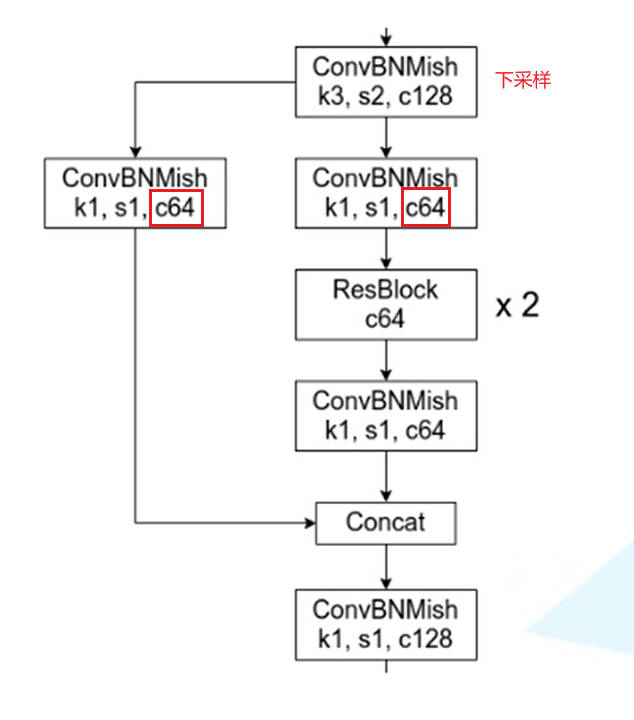 ConvBNMish
k3, s2, c128
下采样
ConvBNMish
k1, s1, c64
ConvBNMish
k1, s1, c64
ResBlock
c64
x 2
ConvBNMish
k1, s1, c64
Concat
ConvBNMish
k1, s1, c128